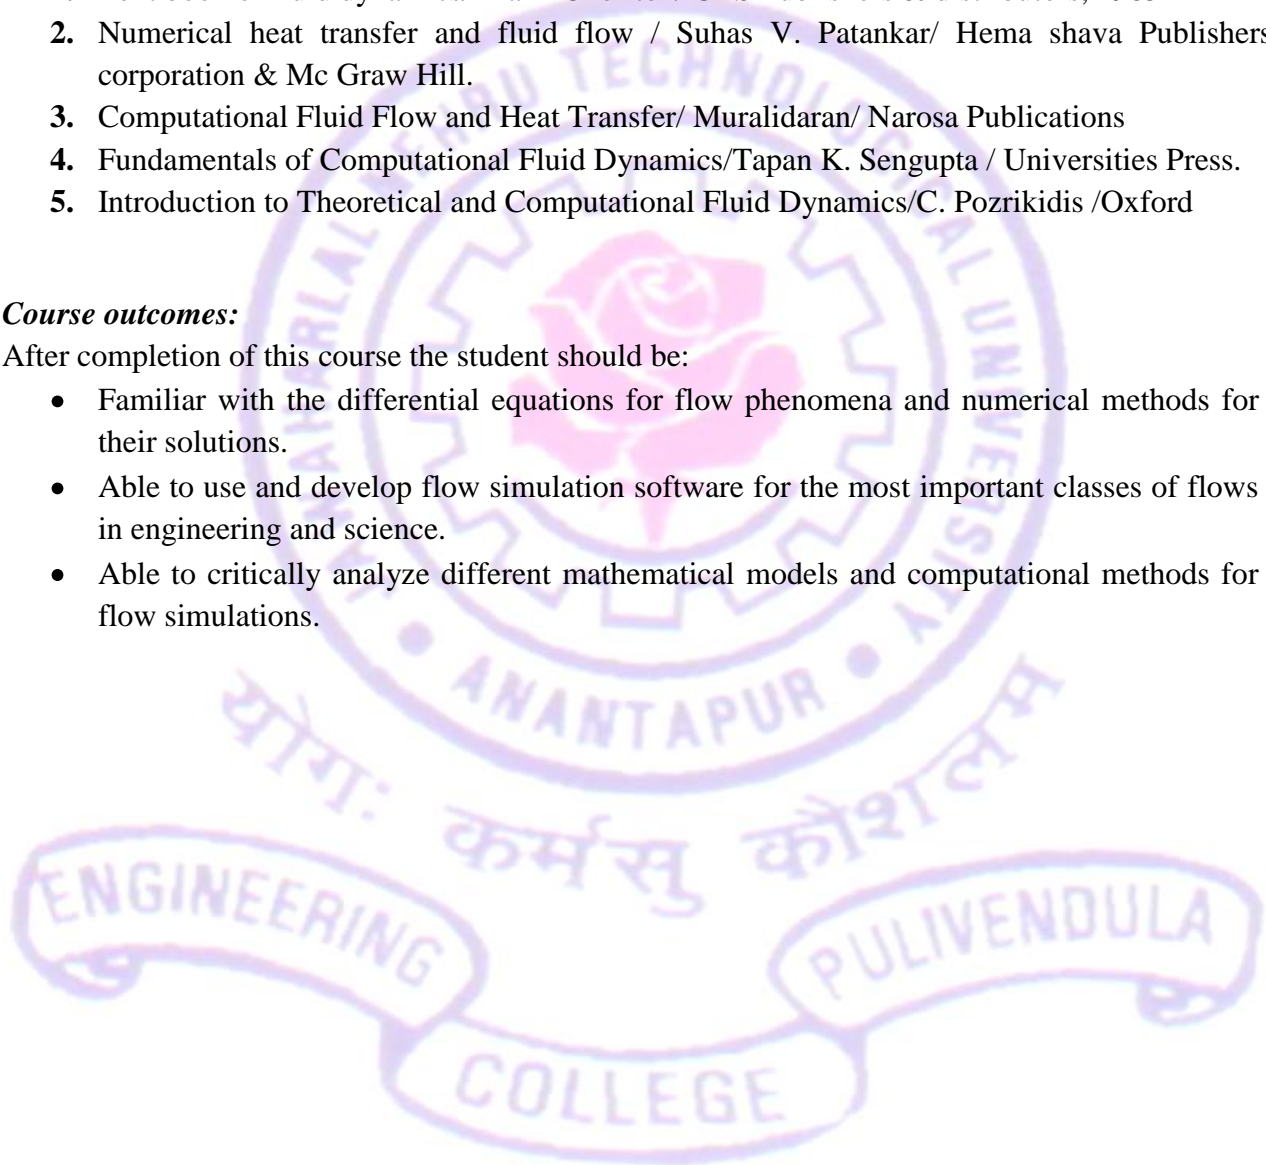 2. Numerical heat transfer and fluid flow / Suhas V. Patankar/ Hema shava Publishers
corporation & Mc Graw Hill.
3. Computational Fluid Flow and Heat Transfer/ Muralidaran/ Narosa Publications
4. Fundamentals of Computational Fluid Dynamics/Tapan K. Sengupta / Universities Press.
5. Introduction to Theoretical and Computational Fluid Dynamics/C. Pozrikidis /Oxford
Course outcomes:
After completion of this course the student should be:
• Familiar with the differential equations for flow phenomena and numerical methods for
their solutions.
• Able to use and develop flow simulation software for the most important classes of flows
in engineering and science.
• Able to critically analyze different mathematical models and computational methods for
flow simulations.
JAWAHARLAL NEHRU TECHNOLOGICAL UNIVERSITY
• ANANTAPUR •
योगः कर्मसु कौशलम
ENGINEERING
COLLEGE
PULIVENDULA